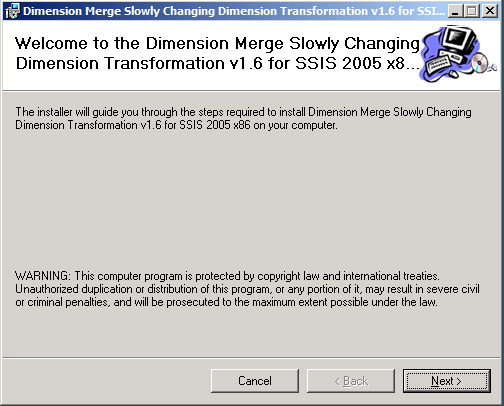 Dimension Merge Slowly Changing Dimension Transformation v1.6 for SSI...
Welcome to the Dimension Merge Slowly Changing
Dimension Transformation v1.6 for SSIS 2005 x8...
The installer will guide you through the steps required to install Dimension Merge Slowly Changing
Dimension Transformation v1.6 for SSIS 2005 x86 on your computer.
WARNING: This computer program is protected by copyright law and international treaties.
Unauthorized duplication or distribution of this program, or any portion of it, may result in severe civil
or criminal penalties, and will be prosecuted to the maximum extent possible under the law.
Cancel < Back Next >